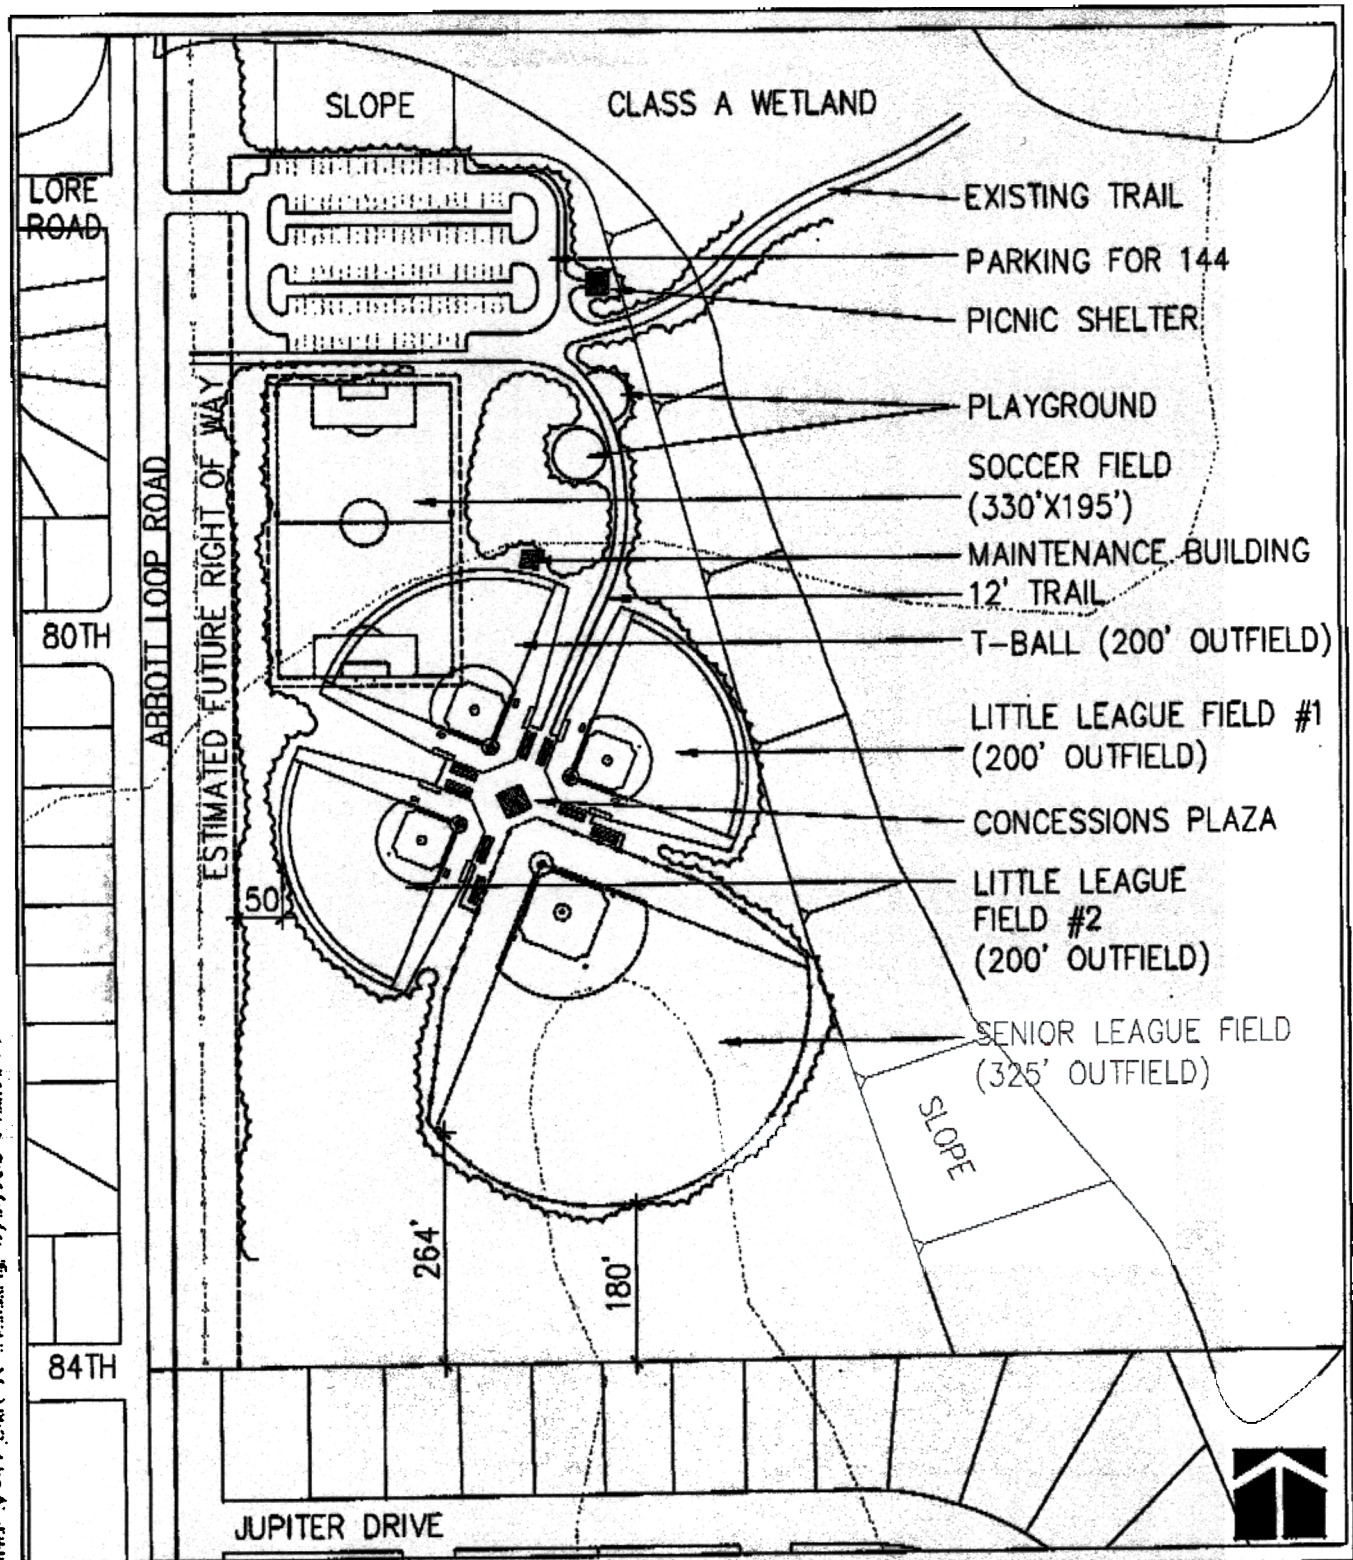 SLOPE
CLASS A WETLAND
LORE
ROAD
EXISTING TRAIL
PARKING FOR 144
PICNIC SHELTER
PLAYGROUND
SOCCER FIELD
(330'X195')
MAINTENANCE BUILDING
12' TRAIL
80TH
T-BALL (200' OUTFIELD)
ABBOTT LOOP ROAD
ESTIMATED FUTURE RIGHT OF WAY
LITTLE LEAGUE FIELD #1
(200' OUTFIELD)
CONCESSIONS PLAZA
50
LITTLE LEAGUE
FIELD #2
(200' OUTFIELD)
SENIOR LEAGUE FIELD
(325' OUTFIELD)
SLOPE
264'
180'
84TH
JUPITER DRIVE